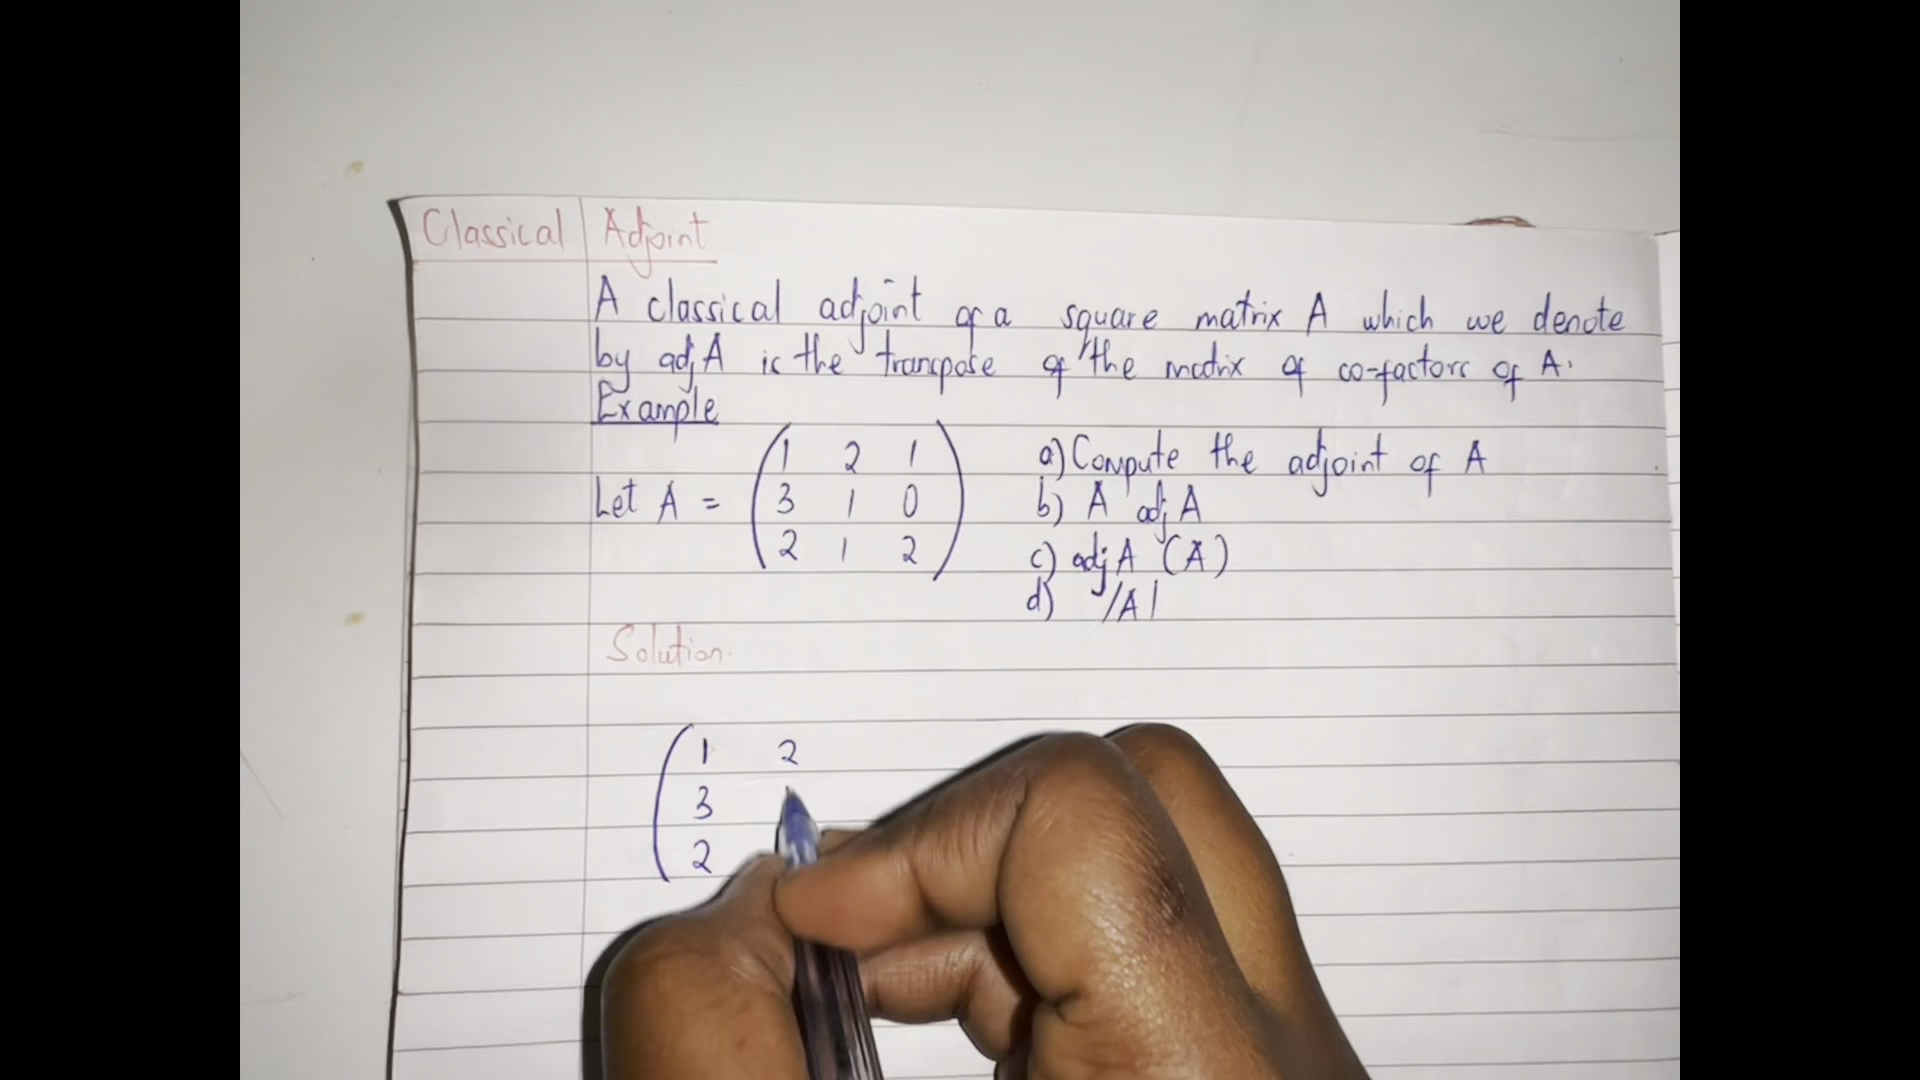 Classical Adjoint
A classical adjoint of a square matrix A which we denote
by adj A is the transpose of the matrix of co-factors of A.
Example
1 2 1 a) Compute the adjoint of A
Let A = 3 1 0 b) A adj A
2 1 2 c) adj A (A)
d) |A|
Solution.
1 2
3
2